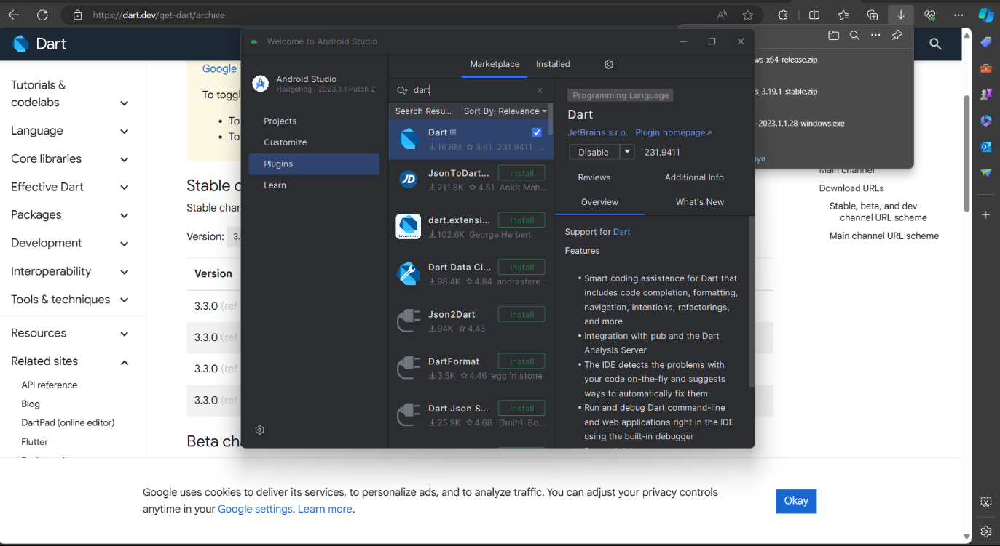 https://dart.dev/get-dart/archive
Dart
Tutorials &
codelabs
Language
Core libraries
Effective Dart
Packages
Development
Interoperability
Tools & techniques
Resources
Related sites
API reference
Blog
DartPad (online editor)
Flutter
Google
To toggl
• To
• To
Stable c
Stable chan
Version: 3.
Version
3.3.0 (ref
3.3.0 (ref
3.3.0 (ref
3.3.0 (ref
Beta cha
Welcome to Android Studio
Android Studio
Hedgehog | 2023.1.1 Patch 2
Projects
Customize
Plugins
Learn
Marketplace Installed
dart
Search Resu... Sort By: Relevance
Dart
16.8M 3.61 231.9411 ...
JsonToDart... Install
211.8K 4.51 Ankit Mah...
dart.extensi... Install
102.6K George Herbert
Dart Data Cl... Install
98.4K 4.84 andrasfere...
Json2Dart Install
94K 4.43
DartFormat Install
3.5K 4.46 egg 'n stone
Dart Json S... Install
25.9K 4.68 Dmitrii Bo...
Programming Language
Dart
JetBrains s.r.o. Plugin homepage↗
Disable 231.9411
Reviews Additional Info
Overview What's New
Support for Dart
Features
• Smart coding assistance for Dart that
includes code completion, formatting,
navigation, intentions, refactorings,
and more
• Integration with pub and the Dart
Analysis Server
• The IDE detects the problems with
your code on-the-fly and suggests
ways to automatically fix them
• Run and debug Dart command-line
and web applications right in the IDE
using the built-in debugger
ws-x64-release.zip
s_3.19.1-stable.zip
-2023.1.1.28-windows.exe
nya
Main channel
Download URLs
Stable, beta, and dev
channel URL scheme
Main channel URL scheme
Google uses cookies to deliver its services, to personalize ads, and to analyze traffic. You can adjust your privacy controls
anytime in your Google settings. Learn more.
Okay